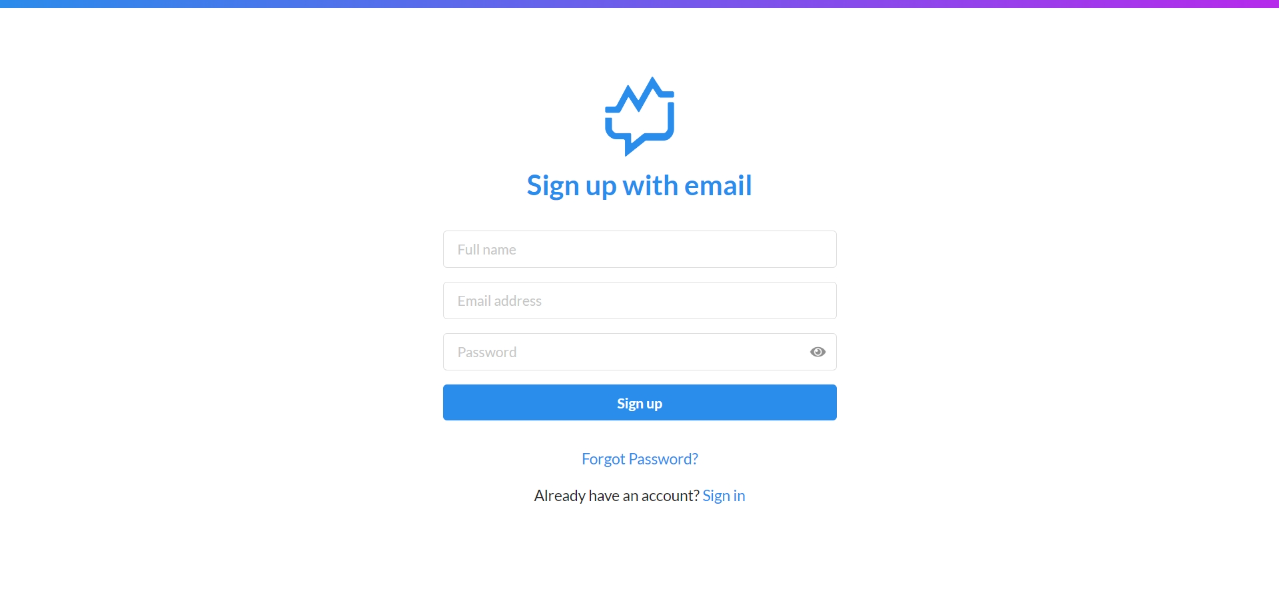 Sign up with email
Full name
Email address
Password
Sign up
Forgot Password?
Already have an account? Sign in